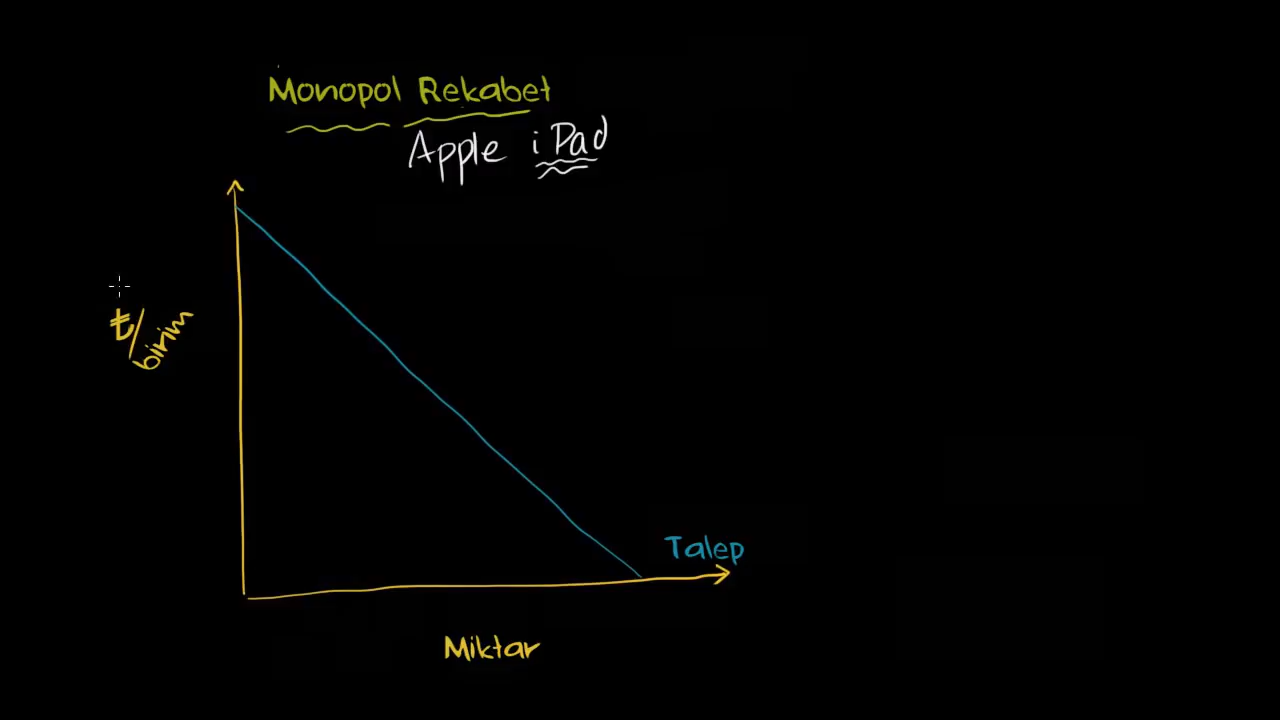 Monopol Rekabet
Apple iPad
₺/birim
Talep
Miktar